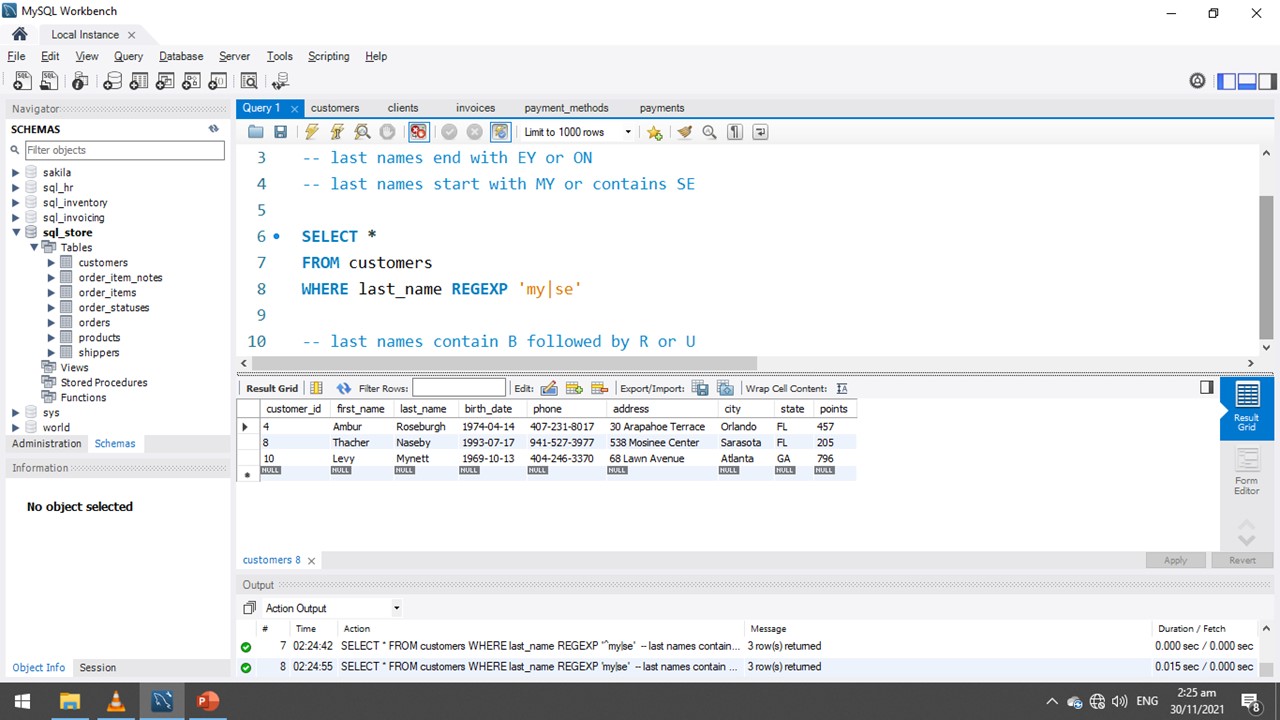 MySQL Workbench
Local Instance
File Edit View Query Database Server Tools Scripting Help
Navigator
SCHEMAS
Filter objects
sakila
sql_hr
sql_inventory
sql_invoicing
sql_store
Tables
customers
order_item_notes
order_items
order_statuses
orders
products
shippers
Views
Stored Procedures
Functions
sys
world
Administration Schemas
Information
No object selected
Object Info Session
Query 1 customers clients invoices payment_methods payments
Limit to 1000 rows
3 -- last names end with EY or ON
4 -- last names start with MY or contains SE
5
6 SELECT *
7 FROM customers
8 WHERE last_name REGEXP 'my|se'
9
10 -- last names contain B followed by R or U
Result Grid Filter Rows: Edit: Export/Import: Wrap Cell Content:
customer_id first_name last_name birth_date phone address city state points
4 Ambur Roseburgh 1974-04-14 407-231-8017 30 Arapahoe Terrace Orlando FL 457
8 Thacher Naseby 1993-07-17 941-527-3977 538 Mosinee Center Sarasota FL 205
10 Levy Mynett 1969-10-13 404-246-3370 68 Lawn Avenue Atlanta GA 796
NULL NULL NULL NULL NULL NULL NULL NULL NULL
Result Grid
Form Editor
customers 8
Apply Revert
Output
Action Output
# Time Action Message Duration / Fetch
7 02:24:42 SELECT * FROM customers WHERE last_name REGEXP '^my|se' -- last names contain... 3 row(s) returned 0.000 sec / 0.000 sec
8 02:24:55 SELECT * FROM customers WHERE last_name REGEXP 'my|se' -- last names contain ... 3 row(s) returned 0.015 sec / 0.000 sec
ENG
2:25 am
30/11/2021
8